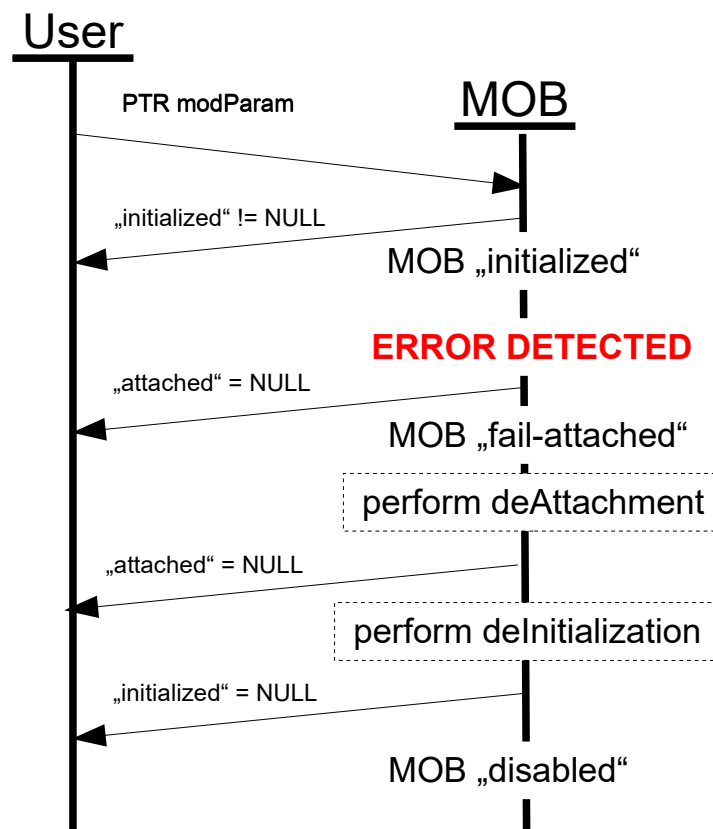 User
PTR modParam
MOB
„initialized“ != NULL
MOB „initialized“
ERROR DETECTED
„attached“ = NULL
MOB „fail-attached“
perform deAttachment
„attached“ = NULL
perform deInitialization
„initialized“ = NULL
MOB „disabled“